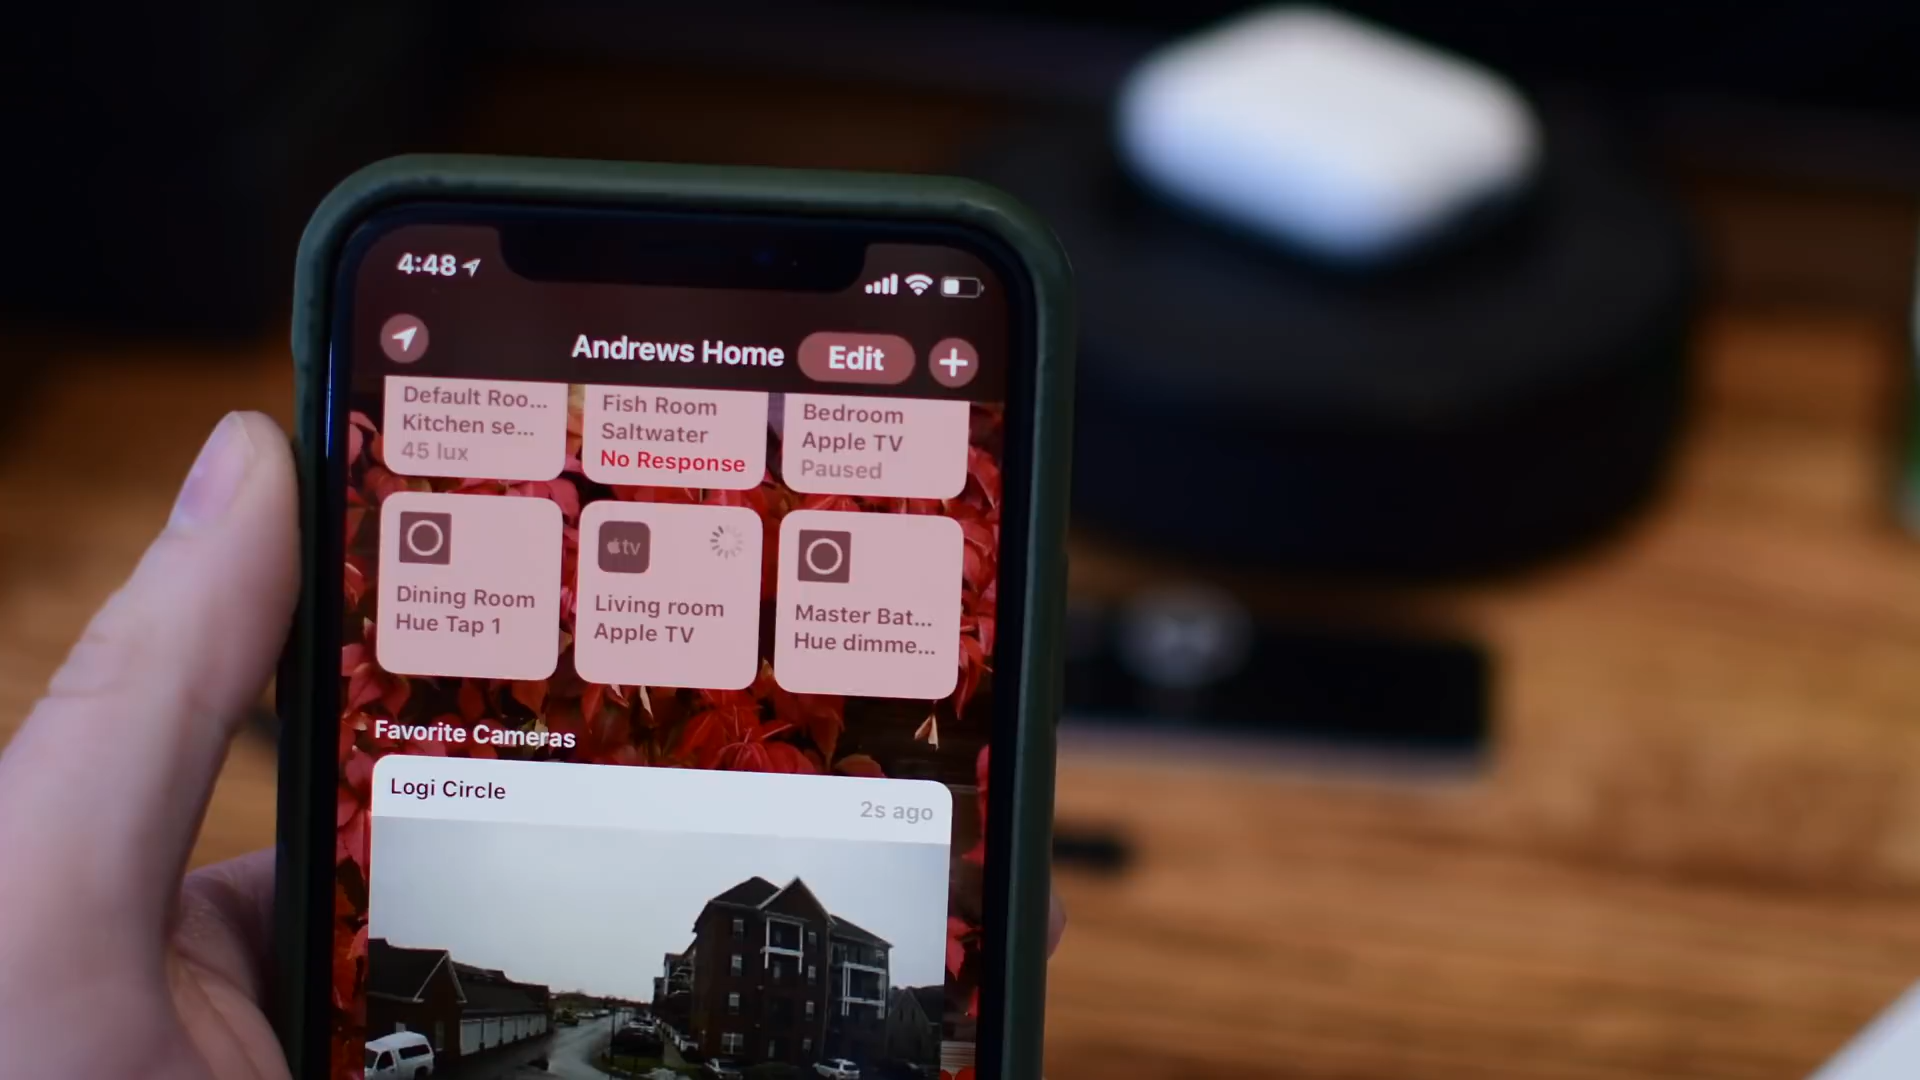 4:48
Andrews Home
Edit
Default Roo...
Kitchen se...
45 lux
Fish Room
Saltwater
No Response
Bedroom
Apple TV
Paused
Dining Room
Hue Tap 1
tv
Living room
Apple TV
Master Bat...
Hue dimme...
Favorite Cameras
Logi Circle
2s ago